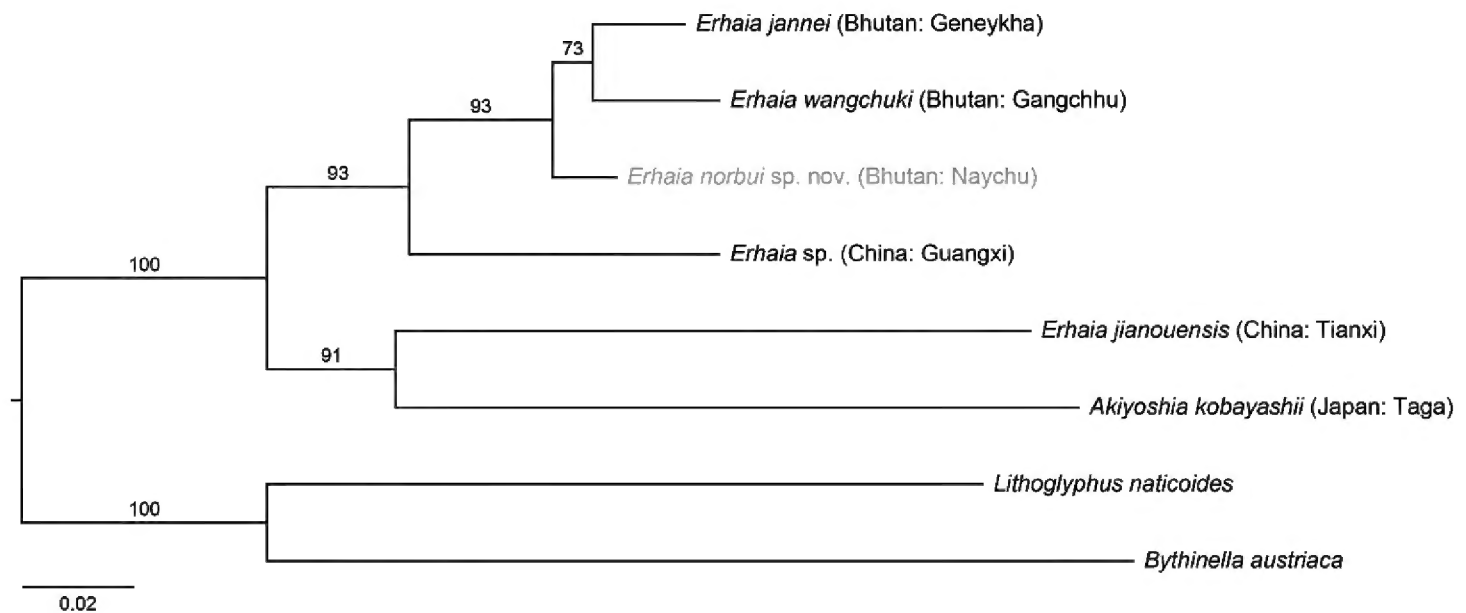 Erhaia jannei (Bhutan: Geneykha)
73
Erhaia wangchuki (Bhutan: Gangchhu)
93
Erhaia norbui sp. nov. (Bhutan: Naychu)
93
Erhaia sp. (China: Guangxi)
100
Erhaia jianouensis (China: Tianxi)
91
Akiyoshia kobayashii (Japan: Taga)
Lithoglyphus naticoides
100
Bythinella austriaca
0.02